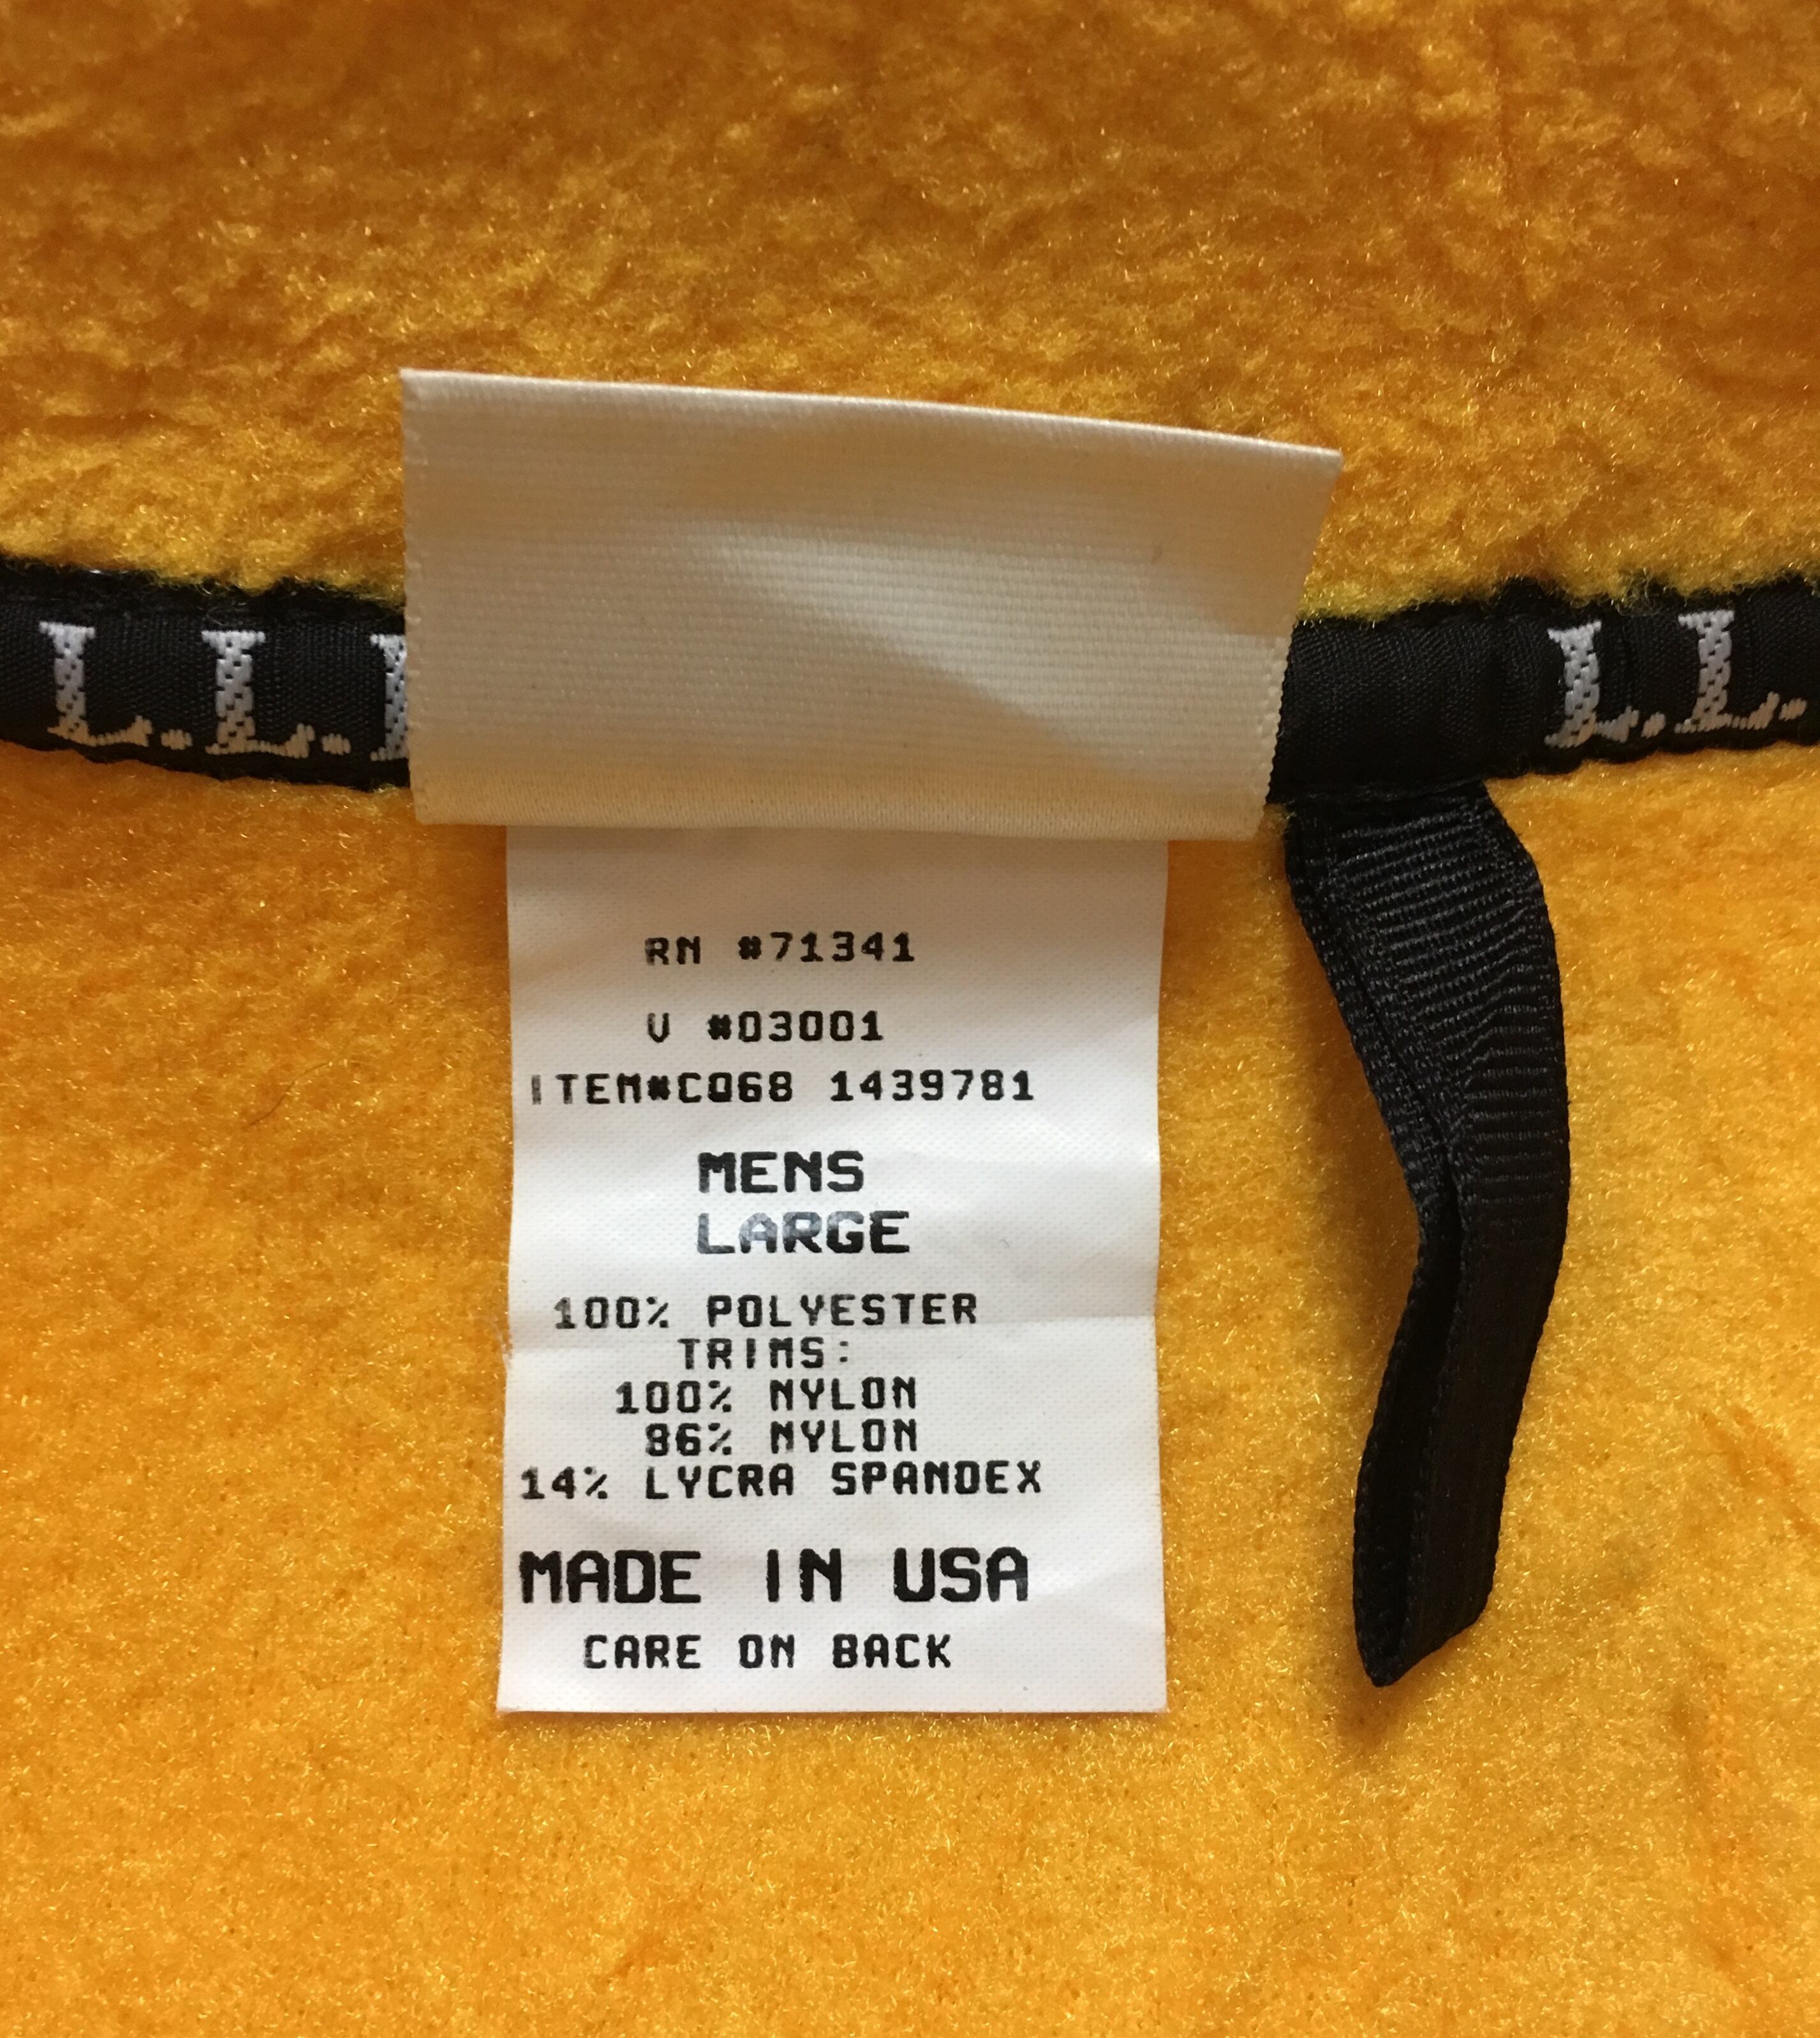 L.L.
L.L.
RN #71341
V #03001
ITEM#CQ68 1439781
MENS
LARGE
100% POLYESTER
TRIMS:
100% NYLON
86% NYLON
14% LYCRA SPANDEX
MADE IN USA
CARE ON BACK